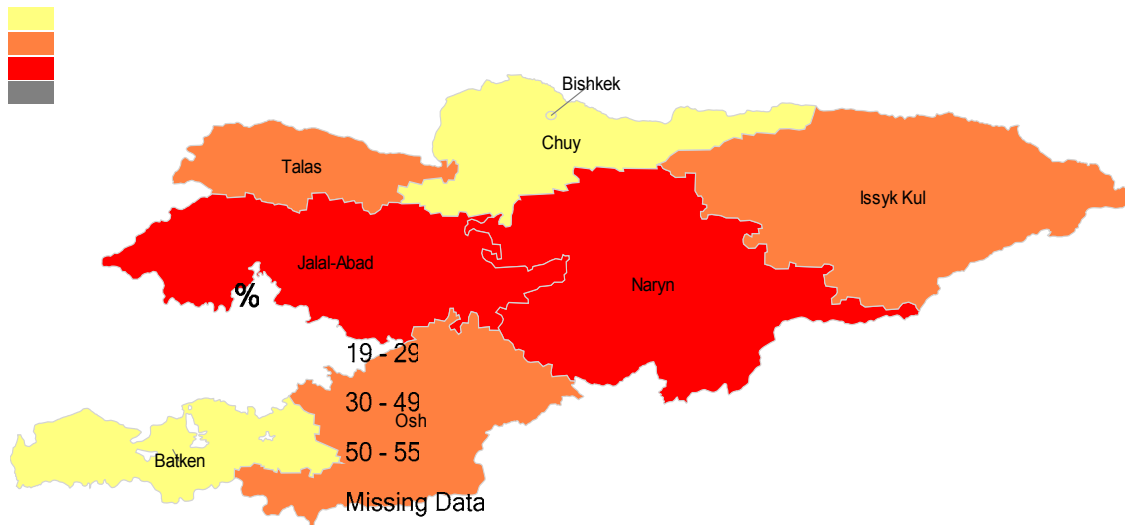 Bishkek
Chuy
Talas
Issyk Kul
Jalal-Abad
Naryn
%
19 - 29
30 - 49
Osh
50 - 55
Batken
Missing Data